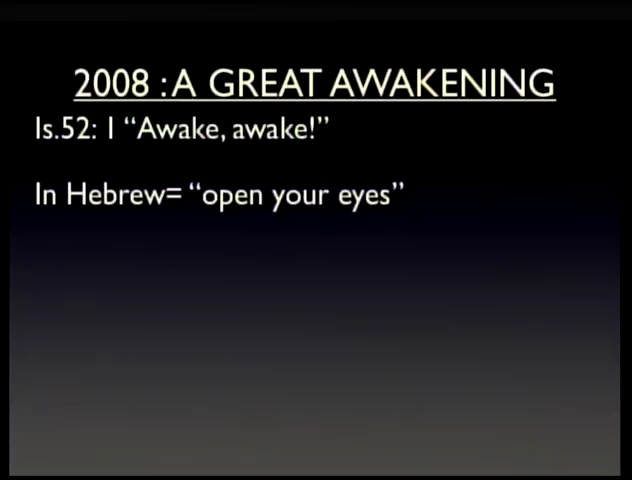 2008 : A GREAT AWAKENING
Is.52: 1 “Awake, awake!”
In Hebrew= “open your eyes”